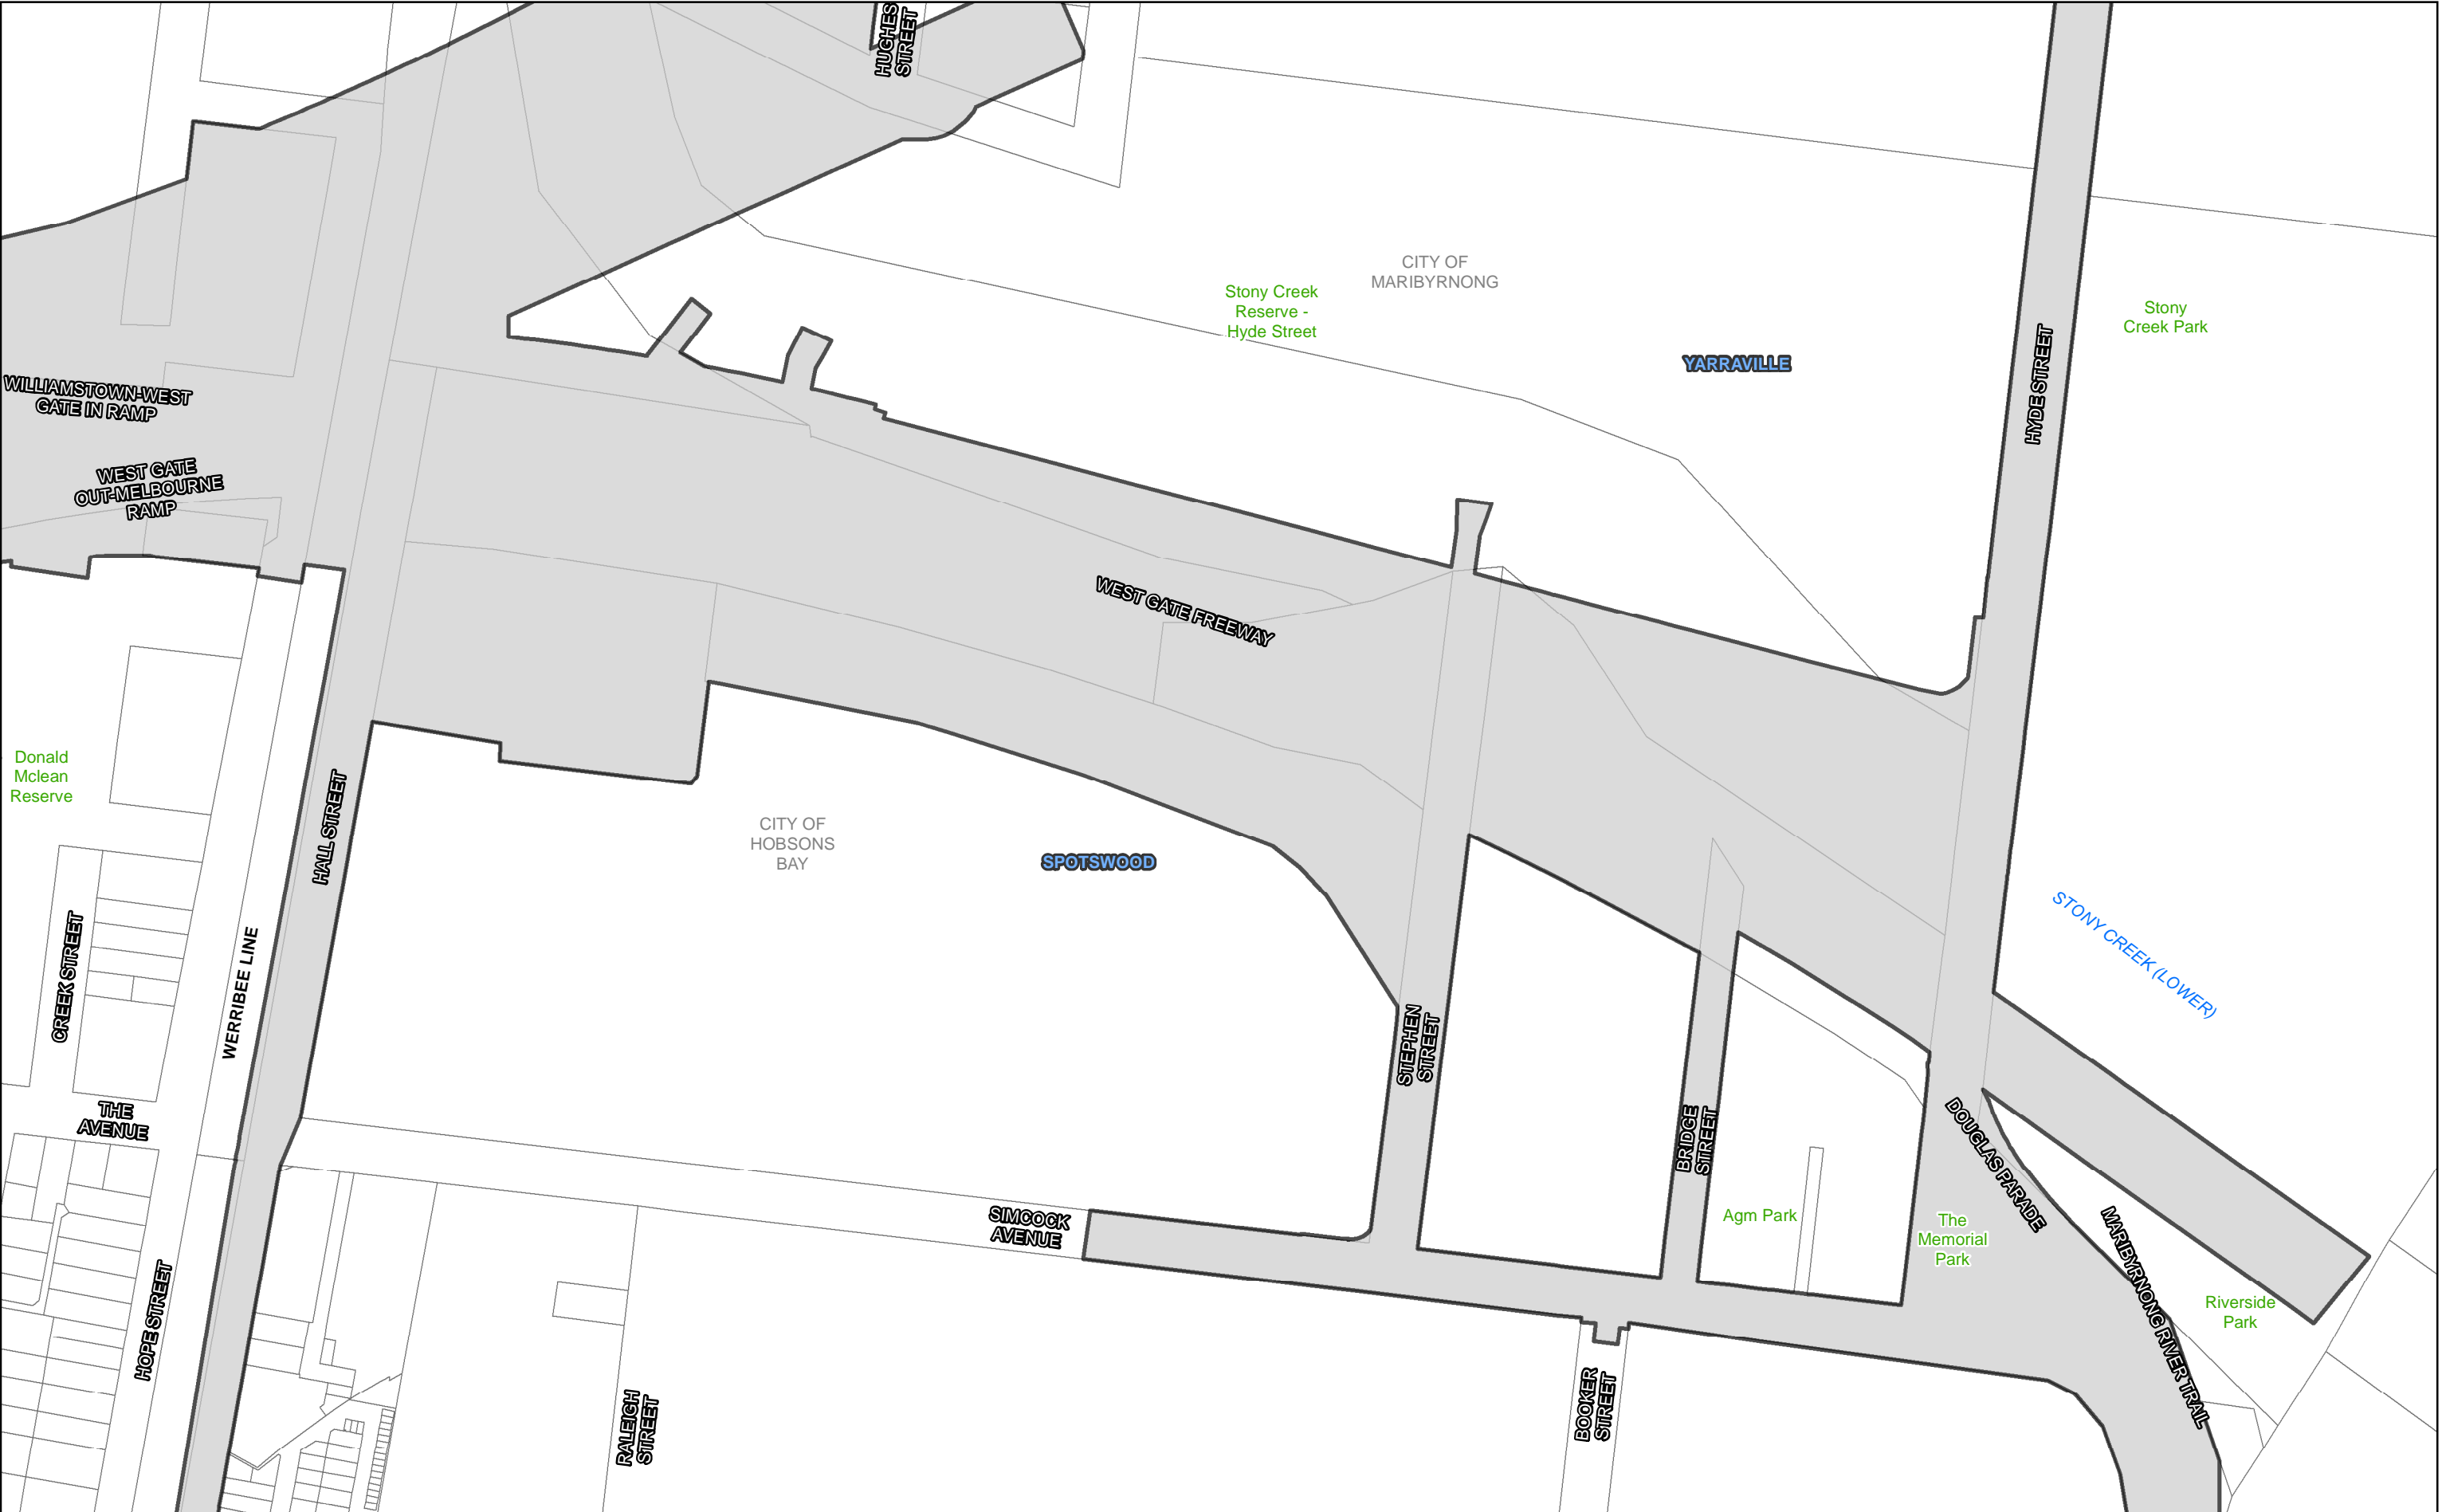 HUGHES
STREET
CITY OF
MARIBYRNONG
Stony Creek
Reserve -
Hyde Street
Stony
Creek Park
YARRAVILLE
HYDE STREET
WILLIAMSTOWN-WEST
GATE IN RAMP
WEST GATE
OUT-MELBOURNE
RAMP
WEST GATE FREEWAY
Donald
Mclean
Reserve
HALL STREET
CITY OF
HOBSONS
BAY
SPOTSWOOD
STONY CREEK (LOWER)
CREEK STREET
WERRIBEE LINE
STEPHEN
STREET
THE
AVENUE
BRIDGE
STREET
DOUGLAS PARADE
SIMCOCK
AVENUE
Agm Park
The
Memorial
Park
MARIBYRNONG RIVER TRAIL
Riverside
Park
HOPE STREET
RALEIGH
STREET
BOOKER
STREET